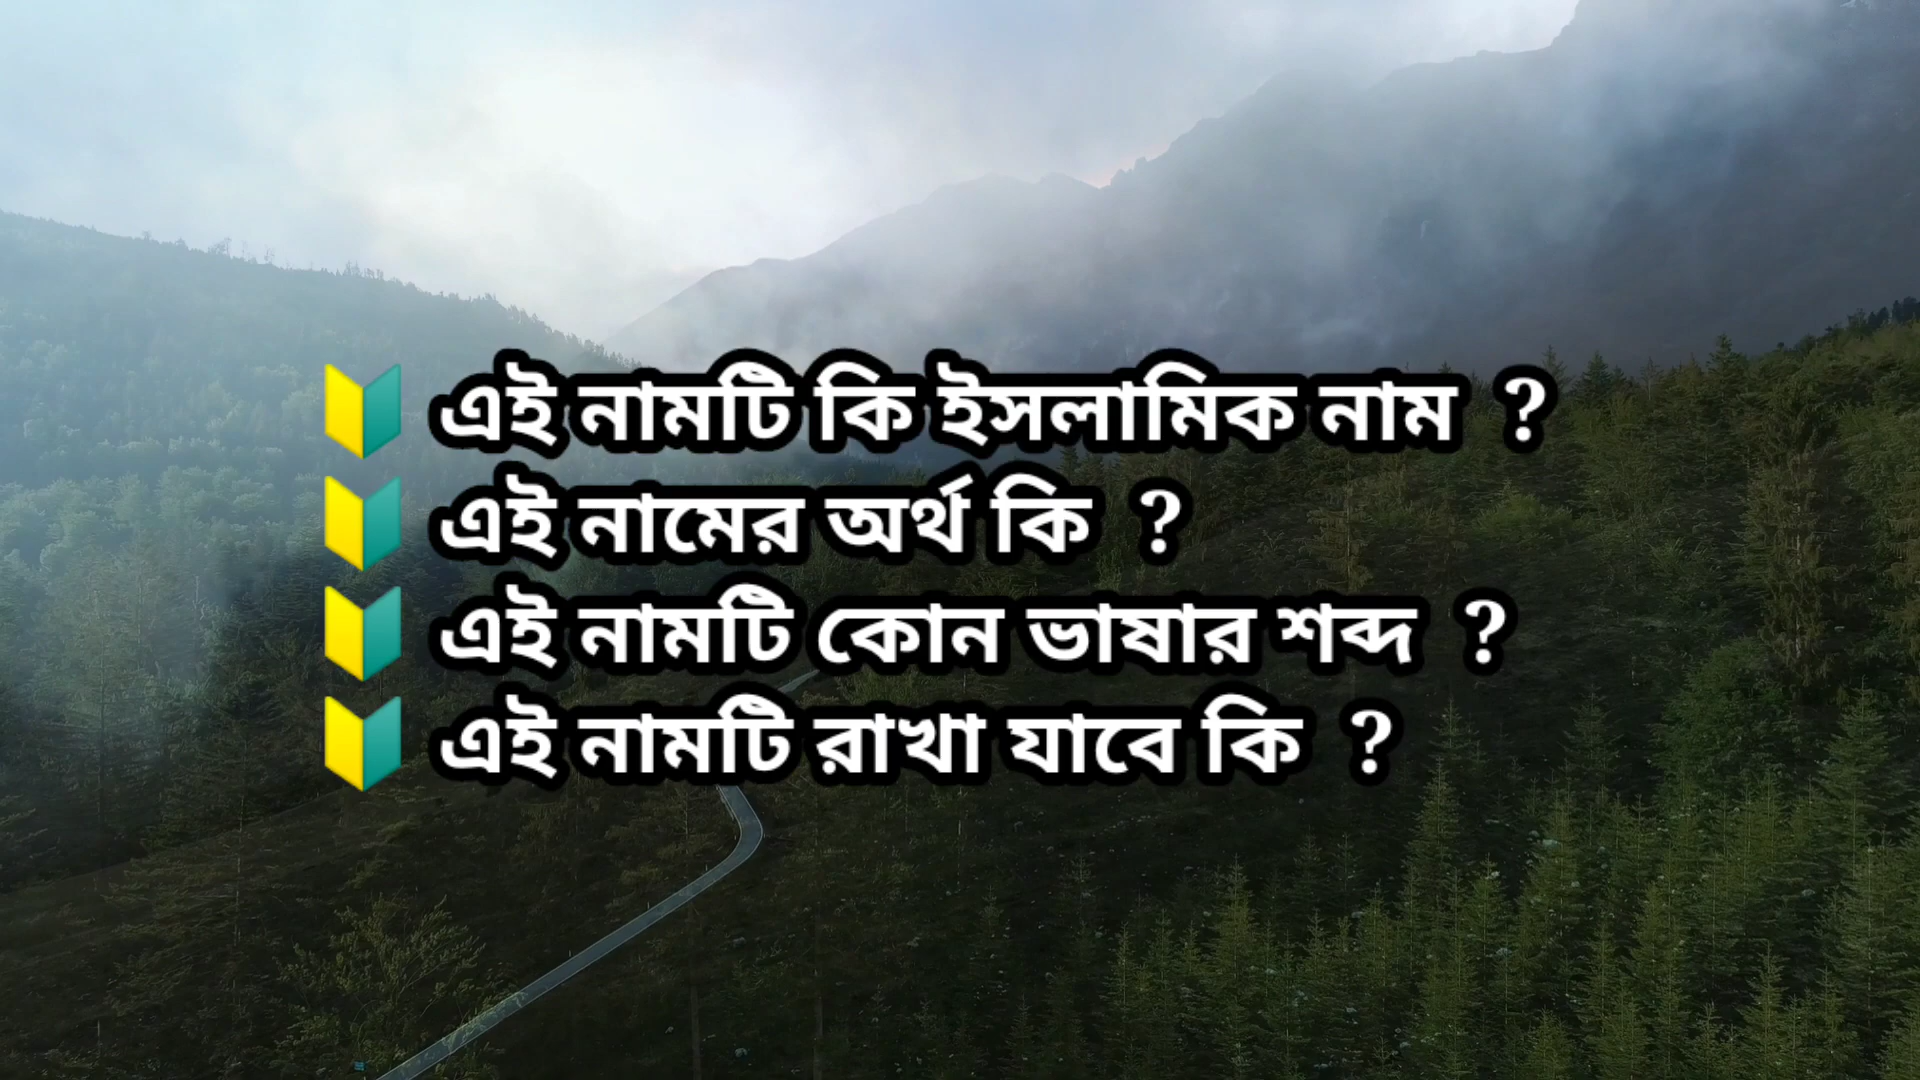 🔰 এই নামটি কি ইসলামিক নাম ?
🔰 এই নামের অর্থ কি ?
🔰 এই নামটি কোন ভাষার শব্দ ?
🔰 এই নামটি রাখা যাবে কি ?